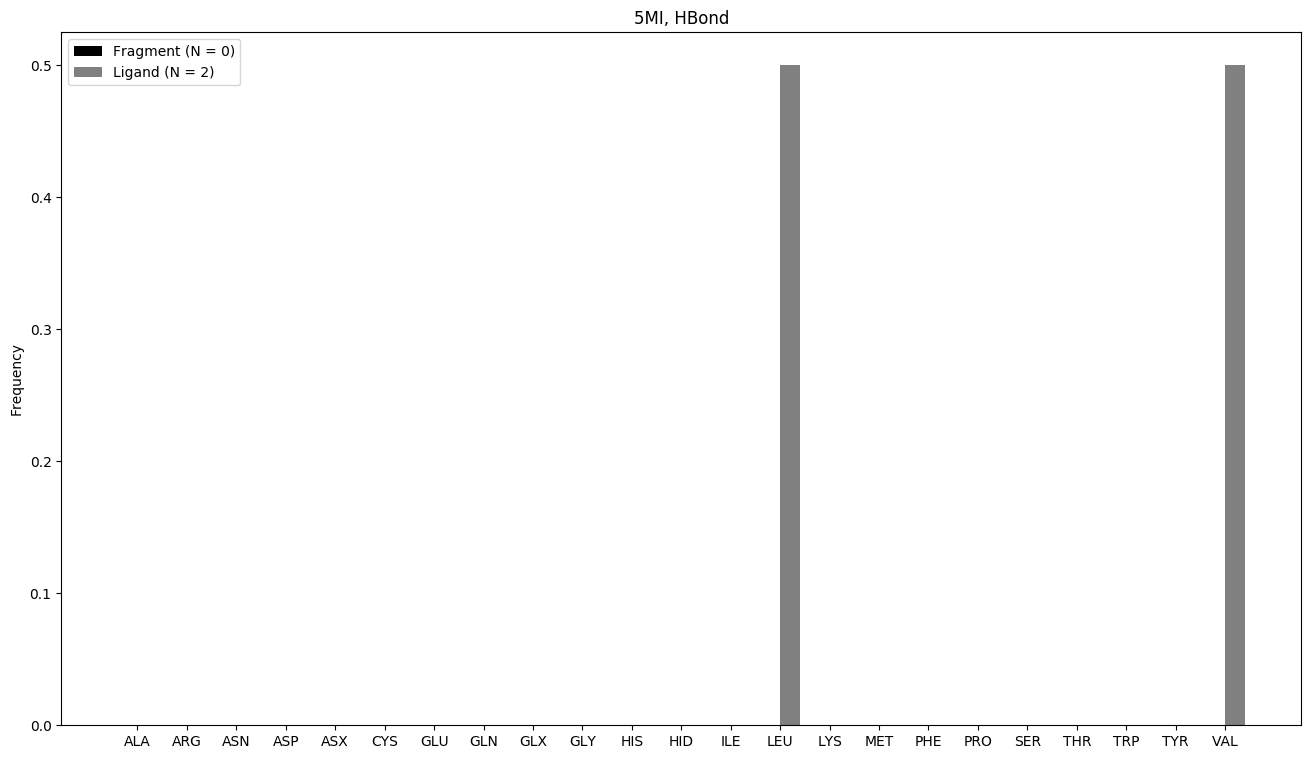 5MI, HBond
Fragment (N = 0)
Ligand (N = 2)
Frequency
0.5
0.4
0.3
0.2
0.1
0.0
ALA ARG ASN ASP ASX CYS GLU GLN GLX GLY HIS HID ILE LEU LYS MET PHE PRO SER THR TRP TYR VAL